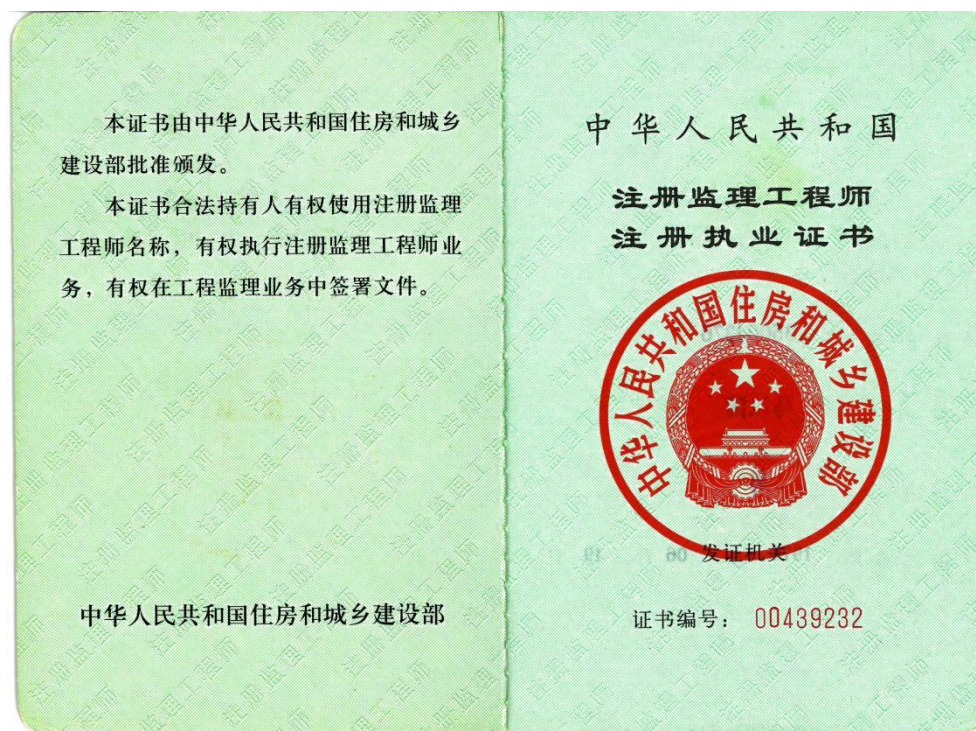 本证书由中华人民共和国住房和城乡
建设部批准颁发。
本证书合法持有人有权使用注册监理
工程师名称，有权执行注册监理工程师业
务，有权在工程监理业务中签署文件。
中华人民共和国住房和城乡建设部
中华人民共和国
注册监理工程师
注册执业证书
中华人民共和国住房和城乡建设部
发证机关
证书编号： 00439232